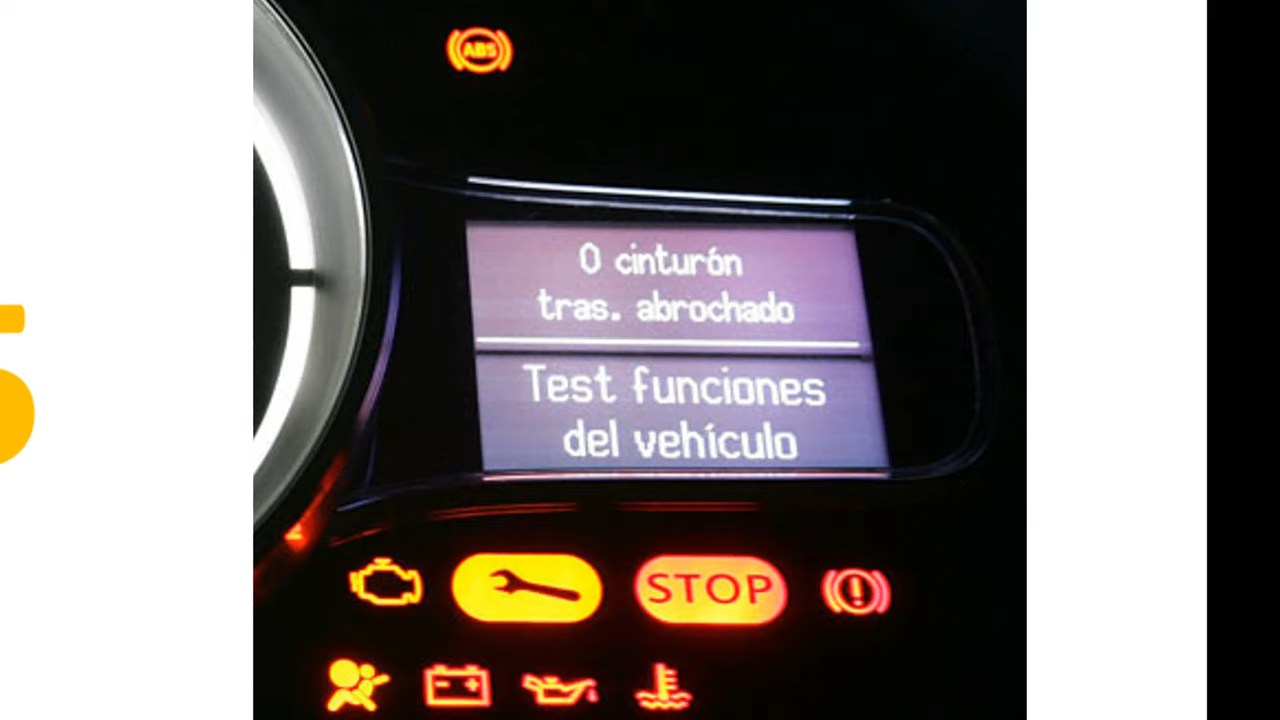 ABS
0 cinturón
tras. abrochado
Test funciones
del vehículo
STOP